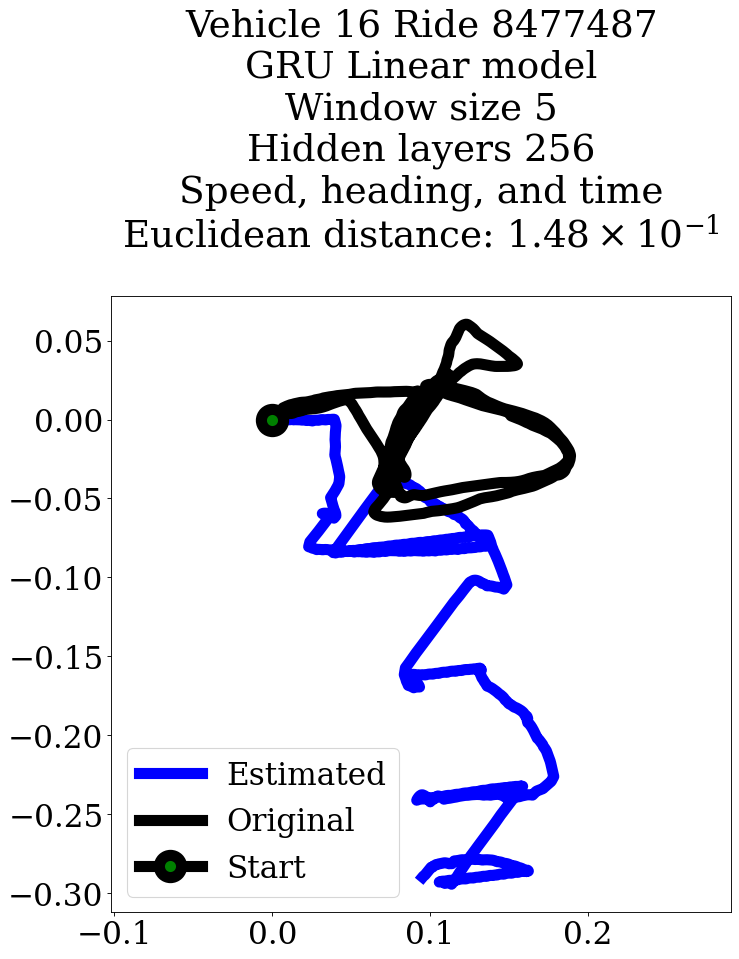 Vehicle 16 Ride 8477487
GRU Linear model
Window size 5
Hidden layers 256
Speed, heading, and time
Euclidean distance: 1.48 × 10⁻¹
0.05
0.00
−0.05
−0.10
−0.15
−0.20
−0.25
−0.30
Estimated
Original
Start
−0.1
0.0
0.1
0.2